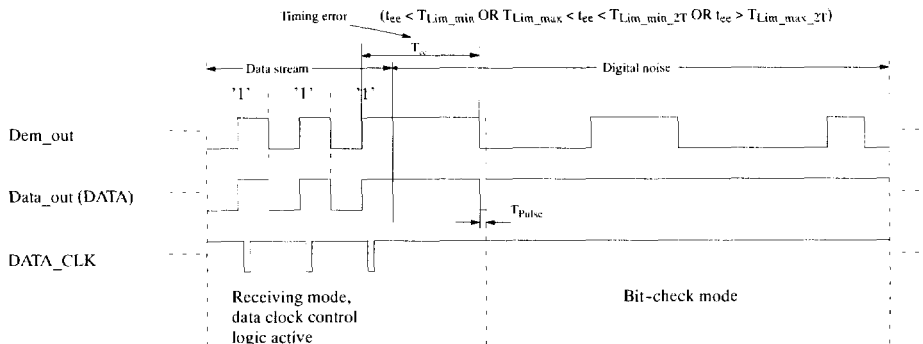 Timing error (tee < TLim_min OR TLim_max < tee < TLim_min_2T OR tee > TLim_max_2T)
Tee
Data stream Digital noise
'1' '1' '1'
Dem_out
Data_out (DATA)
TPulse
DATA_CLK
Receiving mode,
data clock control
logic active
Bit-check mode